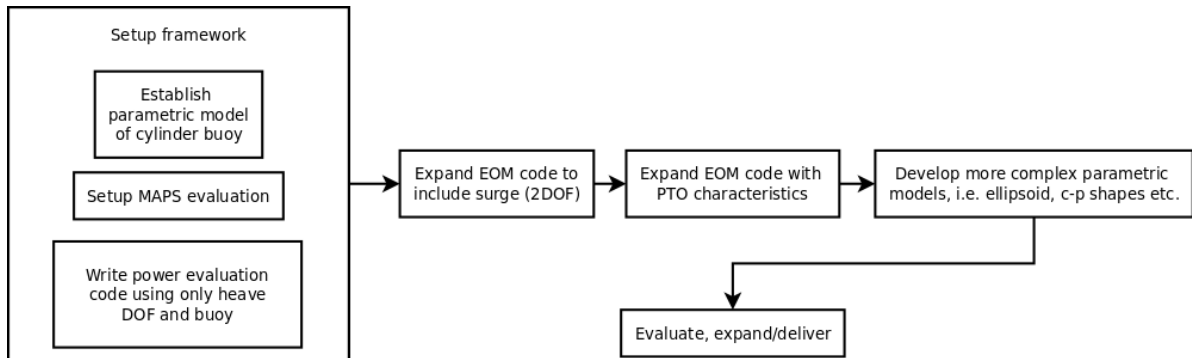 Setup framework
Establish
parametric model
of cylinder buoy
Setup MAPS evaluation
Write power evaluation
code using only heave
DOF and buoy
Expand EOM code to
include surge (2DOF)
Expand EOM code with
PTO characteristics
Develop more complex parametric
models, i.e. ellipsoid, c-p shapes etc.
Evaluate, expand/deliver